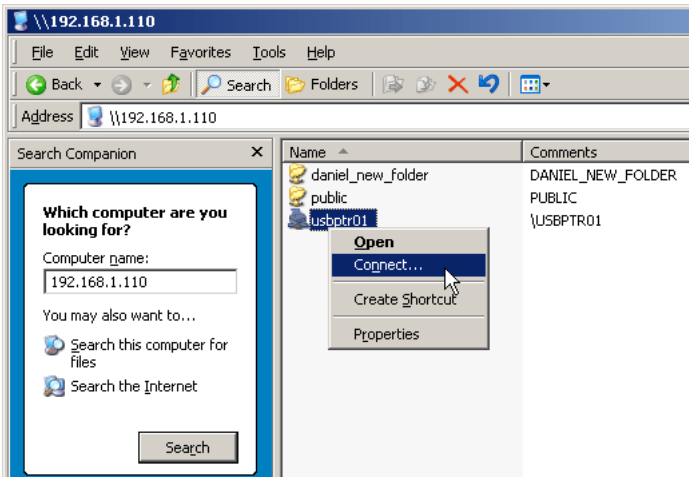 \\192.168.1.110
File Edit View Favorites Tools Help
Back Search Folders
Address \\192.168.1.110
Search Companion
Name Comments
daniel_new_folder DANIEL_NEW_FOLDER
public PUBLIC
usbptr01 \USBPTR01
Open
Connect...
Create Shortcut
Properties
Which computer are you
looking for?
Computer name:
192.168.1.110
You may also want to...
Search this computer for
files
Search the Internet
Search